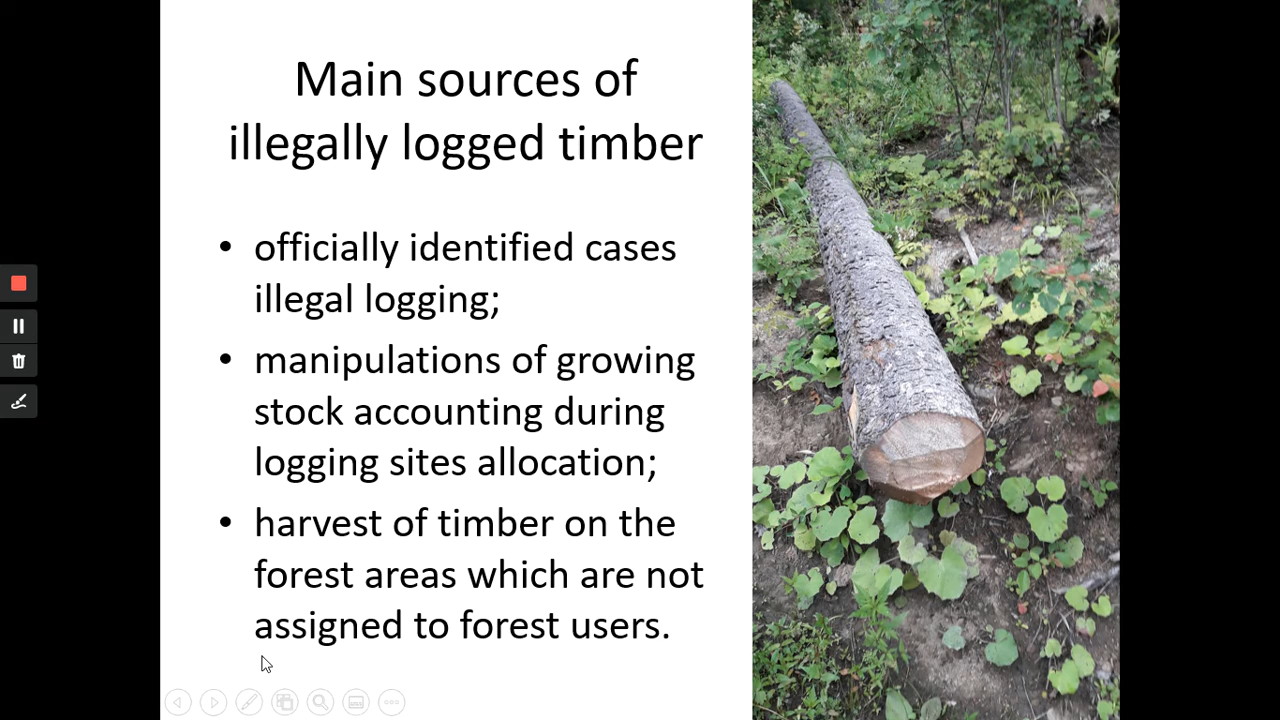 Main sources of
illegally logged timber
• officially identified cases
illegal logging;
• manipulations of growing
stock accounting during
logging sites allocation;
• harvest of timber on the
forest areas which are not
assigned to forest users.